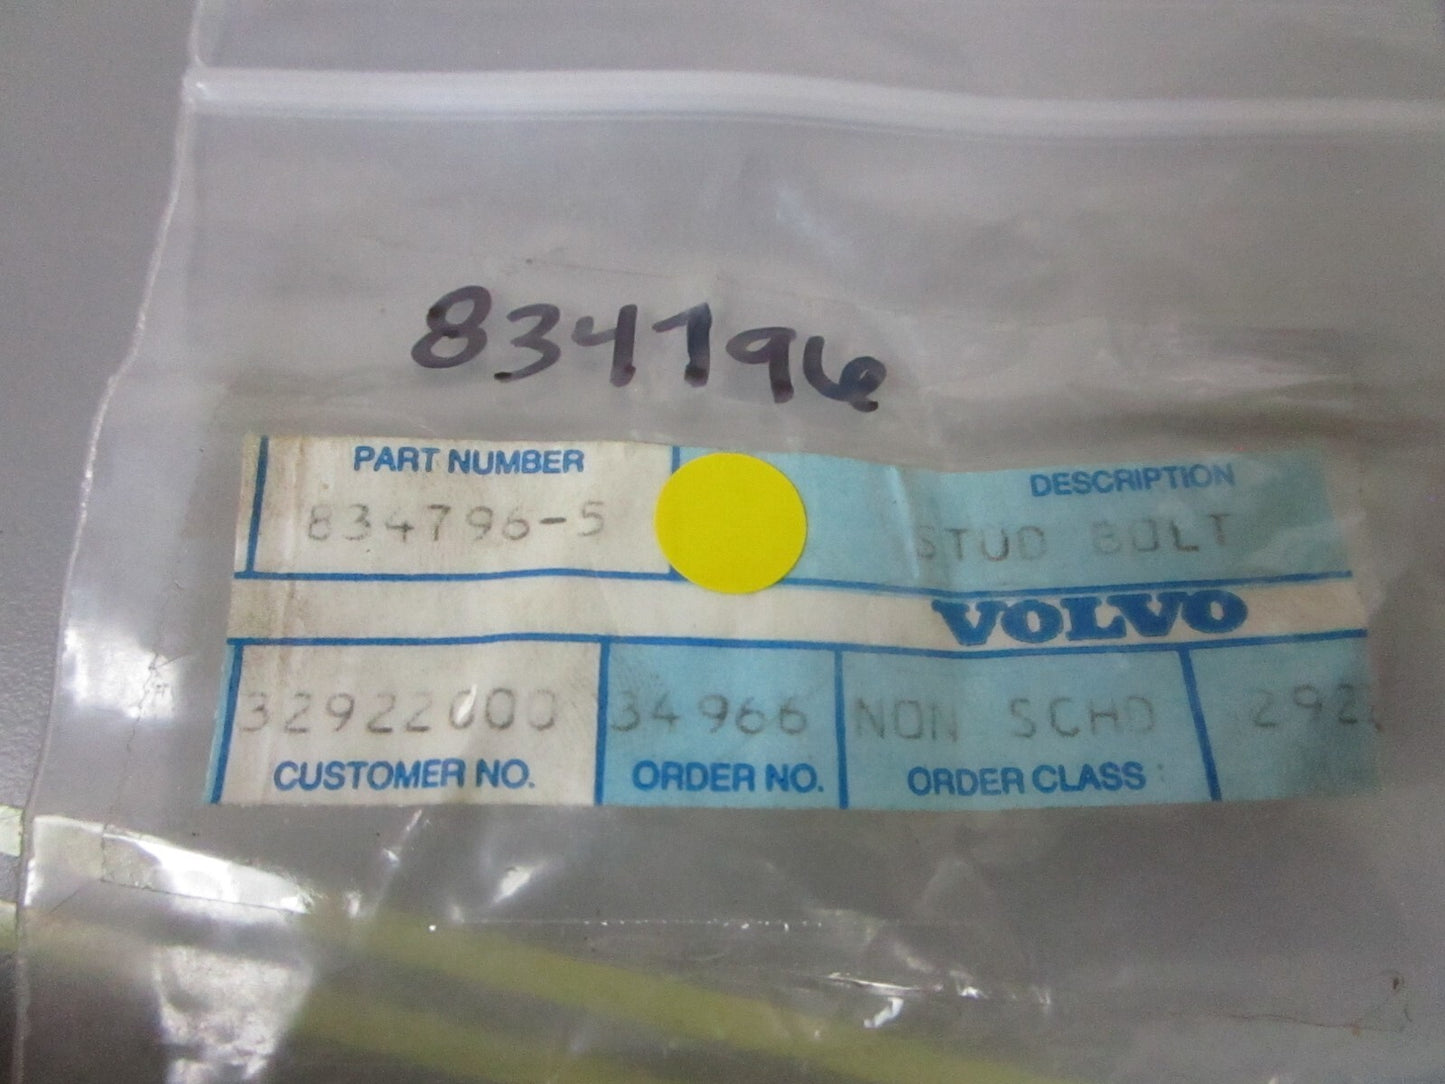 834796
PART NUMBER DESCRIPTION
834796-5 STUD BOLT
VOLVO
32922000 34966 NON SCHD 292
CUSTOMER NO. ORDER NO. ORDER CLASS